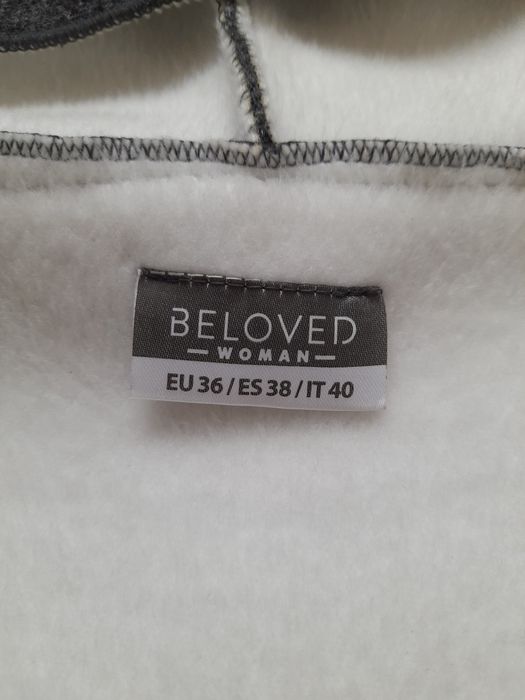 BELOVED
WOMAN
EU 36 / ES 38 / IT 40